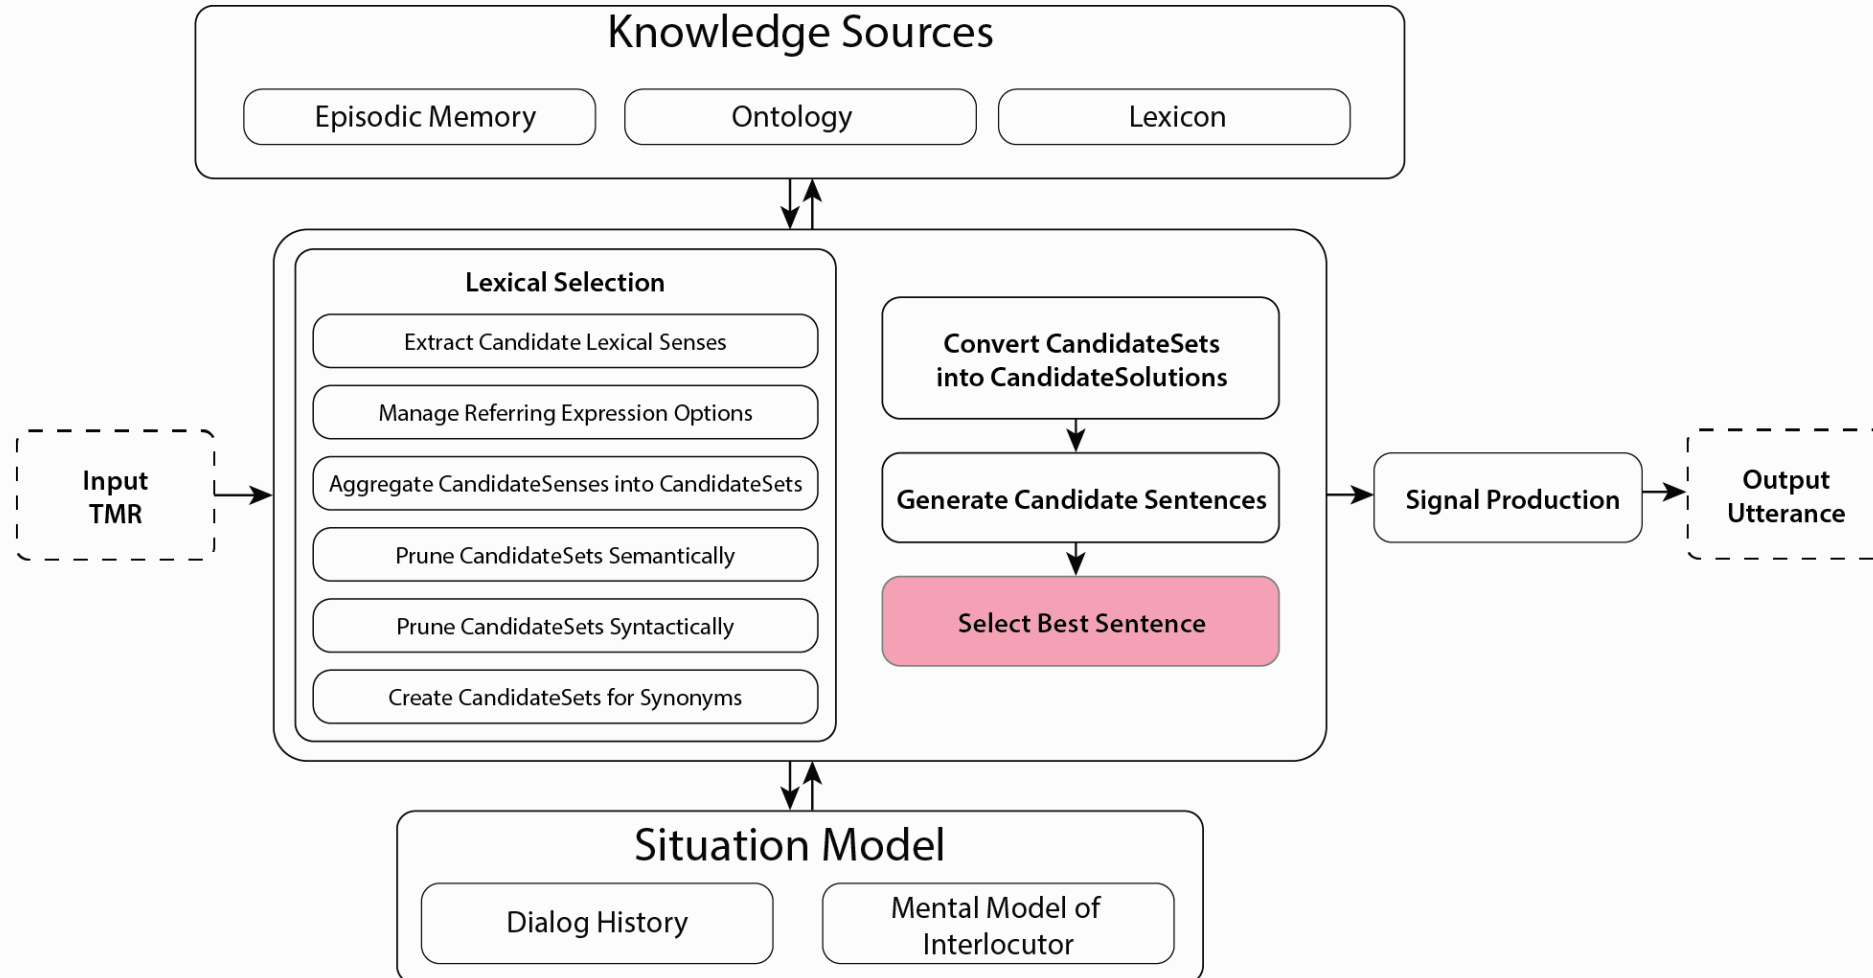 Knowledge Sources
Episodic Memory
Ontology
Lexicon
Lexical Selection
Extract Candidate Lexical Senses
Manage Referring Expression Options
Aggregate CandidateSenses into CandidateSets
Prune CandidateSets Semantically
Prune CandidateSets Syntactically
Create CandidateSets for Synonyms
Convert CandidateSets
into CandidateSolutions
Generate Candidate Sentences
Select Best Sentence
Input
TMR
Signal Production
Output
Utterance
Situation Model
Dialog History
Mental Model of
Interlocutor